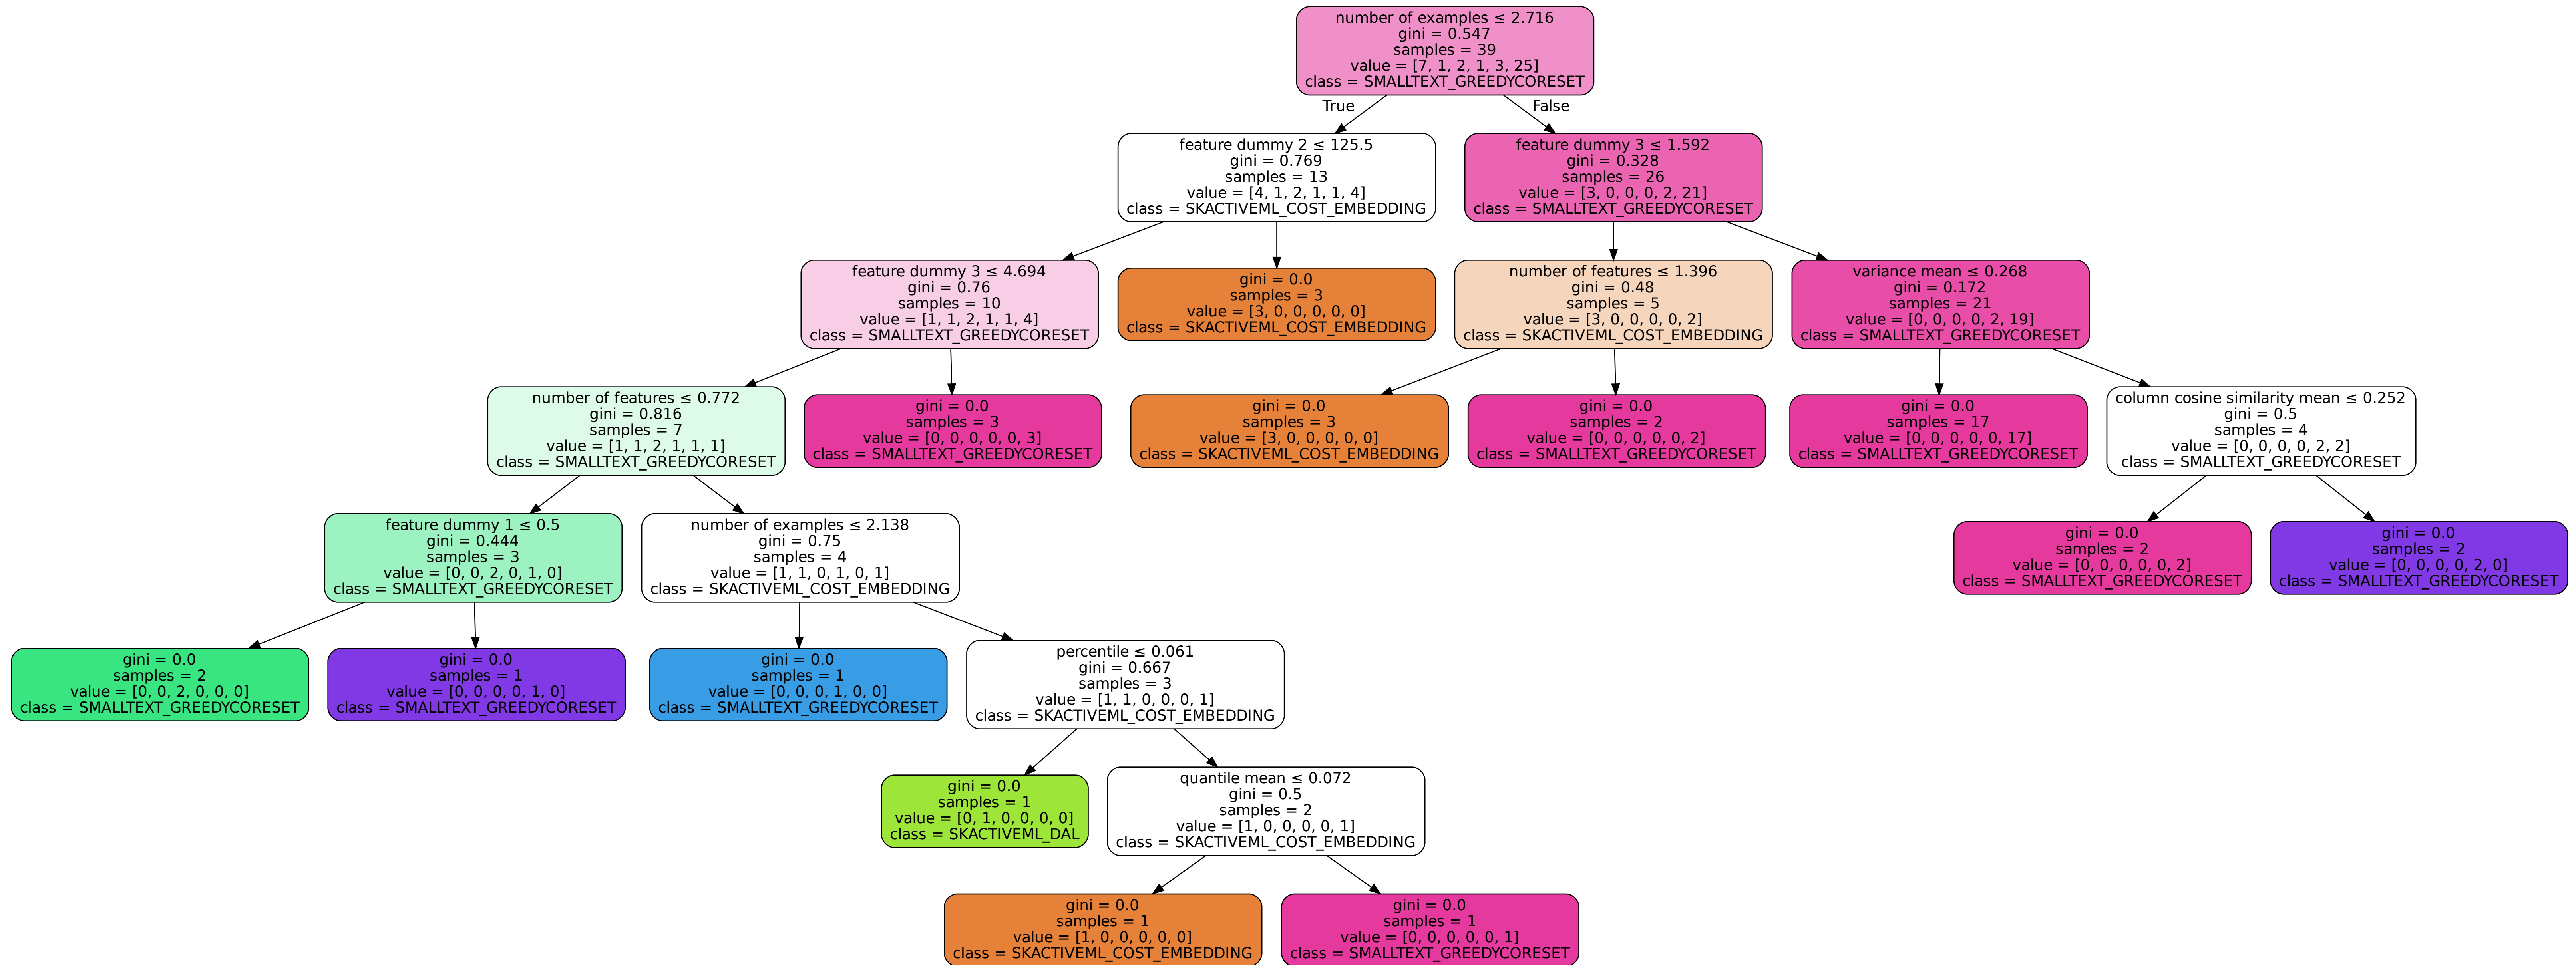 number of examples ≤ 2.716
gini = 0.547
samples = 39
value = [7, 1, 2, 1, 3, 25]
class = SMALLTEXT_GREEDYCORESET
True
False
feature dummy 2 ≤ 125.5
gini = 0.769
samples = 13
value = [4, 1, 2, 1, 1, 4]
class = SKACTIVEML_COST_EMBEDDING
feature dummy 3 ≤ 1.592
gini = 0.328
samples = 26
value = [3, 0, 0, 0, 2, 21]
class = SMALLTEXT_GREEDYCORESET
feature dummy 3 ≤ 4.694
gini = 0.76
samples = 10
value = [1, 1, 2, 1, 1, 4]
class = SMALLTEXT_GREEDYCORESET
gini = 0.0
samples = 3
value = [3, 0, 0, 0, 0, 0]
class = SKACTIVEML_COST_EMBEDDING
number of features ≤ 1.396
gini = 0.48
samples = 5
value = [3, 0, 0, 0, 0, 2]
class = SKACTIVEML_COST_EMBEDDING
variance mean ≤ 0.268
gini = 0.172
samples = 21
value = [0, 0, 0, 0, 2, 19]
class = SMALLTEXT_GREEDYCORESET
number of features ≤ 0.772
gini = 0.816
samples = 7
value = [1, 1, 2, 1, 1, 1]
class = SMALLTEXT_GREEDYCORESET
gini = 0.0
samples = 3
value = [0, 0, 0, 0, 0, 3]
class = SMALLTEXT_GREEDYCORESET
gini = 0.0
samples = 3
value = [3, 0, 0, 0, 0, 0]
class = SKACTIVEML_COST_EMBEDDING
gini = 0.0
samples = 2
value = [0, 0, 0, 0, 0, 2]
class = SMALLTEXT_GREEDYCORESET
gini = 0.0
samples = 17
value = [0, 0, 0, 0, 0, 17]
class = SMALLTEXT_GREEDYCORESET
column cosine similarity mean ≤ 0.252
gini = 0.5
samples = 4
value = [0, 0, 0, 0, 2, 2]
class = SMALLTEXT_GREEDYCORESET
feature dummy 1 ≤ 0.5
gini = 0.444
samples = 3
value = [0, 0, 2, 0, 1, 0]
class = SMALLTEXT_GREEDYCORESET
number of examples ≤ 2.138
gini = 0.75
samples = 4
value = [1, 1, 0, 1, 0, 1]
class = SKACTIVEML_COST_EMBEDDING
gini = 0.0
samples = 2
value = [0, 0, 0, 0, 0, 2]
class = SMALLTEXT_GREEDYCORESET
gini = 0.0
samples = 2
value = [0, 0, 0, 0, 2, 0]
class = SMALLTEXT_GREEDYCORESET
gini = 0.0
samples = 2
value = [0, 0, 2, 0, 0, 0]
class = SMALLTEXT_GREEDYCORESET
gini = 0.0
samples = 1
value = [0, 0, 0, 0, 1, 0]
class = SMALLTEXT_GREEDYCORESET
gini = 0.0
samples = 1
value = [0, 0, 0, 1, 0, 0]
class = SMALLTEXT_GREEDYCORESET
percentile ≤ 0.061
gini = 0.667
samples = 3
value = [1, 1, 0, 0, 0, 1]
class = SKACTIVEML_COST_EMBEDDING
gini = 0.0
samples = 1
value = [0, 1, 0, 0, 0, 0]
class = SKACTIVEML_DAL
quantile mean ≤ 0.072
gini = 0.5
samples = 2
value = [1, 0, 0, 0, 0, 1]
class = SKACTIVEML_COST_EMBEDDING
gini = 0.0
samples = 1
value = [1, 0, 0, 0, 0, 0]
class = SKACTIVEML_COST_EMBEDDING
gini = 0.0
samples = 1
value = [0, 0, 0, 0, 0, 1]
class = SMALLTEXT_GREEDYCORESET